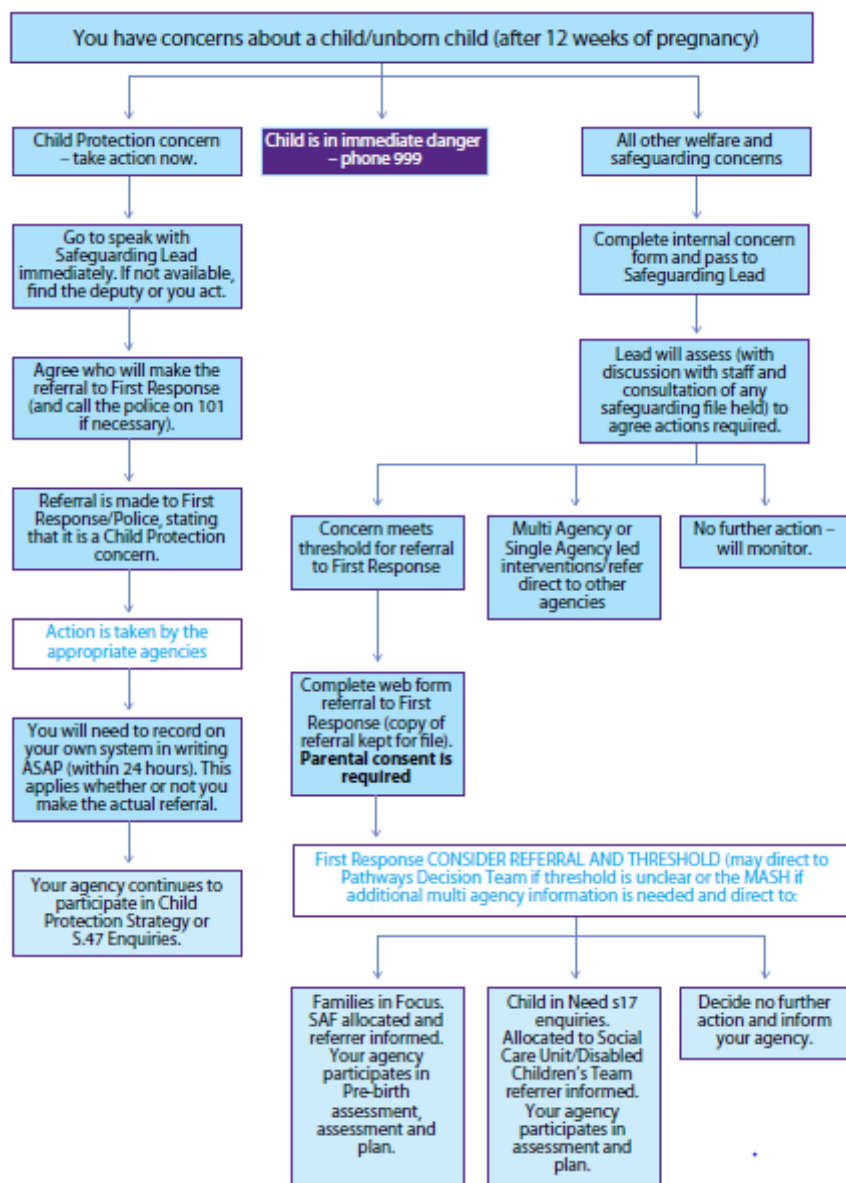 You have concerns about a child/unborn child (after 12 weeks of pregnancy)
Child Protection concern
– take action now.
Child is in immediate danger
– phone 999
All other welfare and
safeguarding concerns
Go to speak with
Safeguarding Lead
immediately. If not available,
find the deputy or you act.
Complete internal concern
form and pass to
Safeguarding Lead
Agree who will make the
referral to First Response
(and call the police on 101
if necessary).
Lead will assess (with
discussion with staff and
consultation of any
safeguarding file held) to
agree actions required.
Referral is made to First
Response/Police, stating
that it is a Child Protection
concern.
Concern meets
threshold for referral
to First Response
Multi Agency or
Single Agency led
interventions/refer
direct to other
agencies
No further action –
will monitor.
Action is taken by the
appropriate agencies
Complete web form
referral to First
Response (copy of
referral kept for file).
Parental consent is
required
You will need to record on
your own system in writing
ASAP (within 24 hours). This
applies whether or not you
make the actual referral.
First Response CONSIDER REFERRAL AND THRESHOLD (may direct to
Pathways Decision Team if threshold is unclear or the MASH if
additional multi agency information is needed and direct to:
Your agency continues to
participate in Child
Protection Strategy or
S.47 Enquiries.
Families in Focus.
SAF allocated and
referrer informed.
Your agency
participates in
Pre-birth
assessment,
assessment and
plan.
Child in Need s17
enquiries.
Allocated to Social
Care Unit/Disabled
Children's Team
referrer informed.
Your agency
participates in
assessment and
plan.
Decide no further
action and inform
your agency.